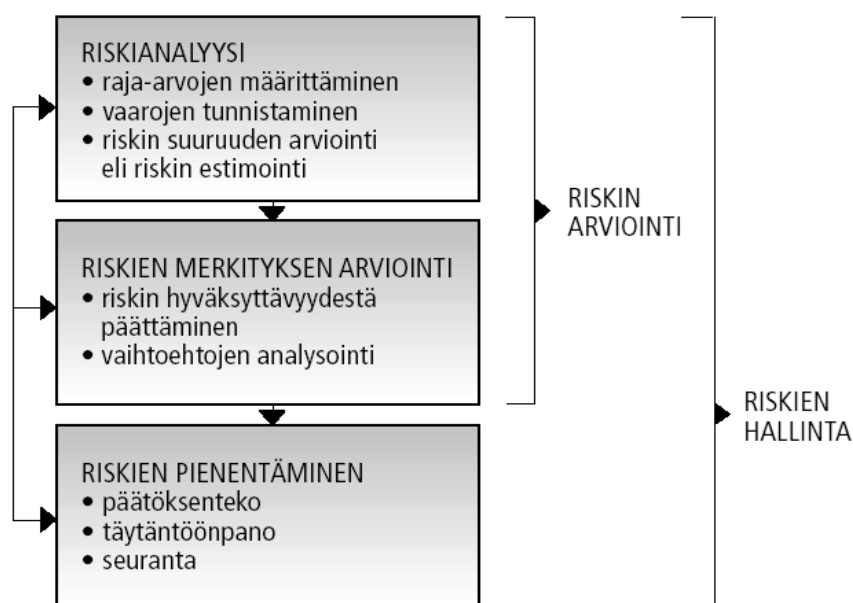 RISKIANALYYSI
• raja-arvojen määrittäminen
• vaarojen tunnistaminen
• riskin suuruuden arviointi
eli riskin estimointi
RISKIEN MERKITYKSEN ARVIOINTI
• riskin hyväksyttävyydestä
päättäminen
• vaihtoehtojen analysointi
RISKIEN PIENENTÄMINEN
• päätöksenteko
• täytäntöönpano
• seuranta
RISKIN
ARVIOINTI
RISKIEN
HALLINTA